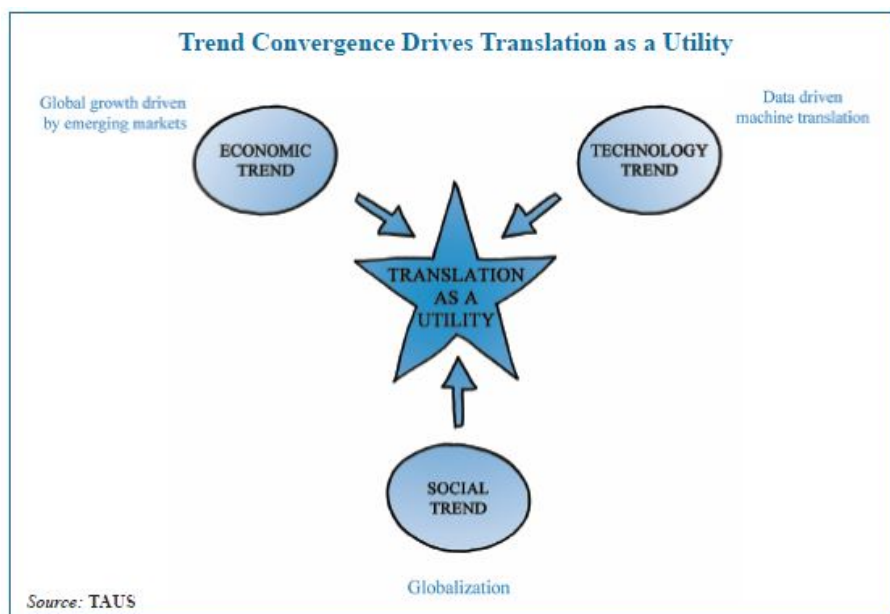 Trend Convergence Drives Translation as a Utility
Global growth driven
by emerging markets
ECONOMIC
TREND
Data driven
machine translation
TECHNOLOGY
TREND
TRANSLATION
AS A
UTILITY
SOCIAL
TREND
Globalization
Source: TAUS